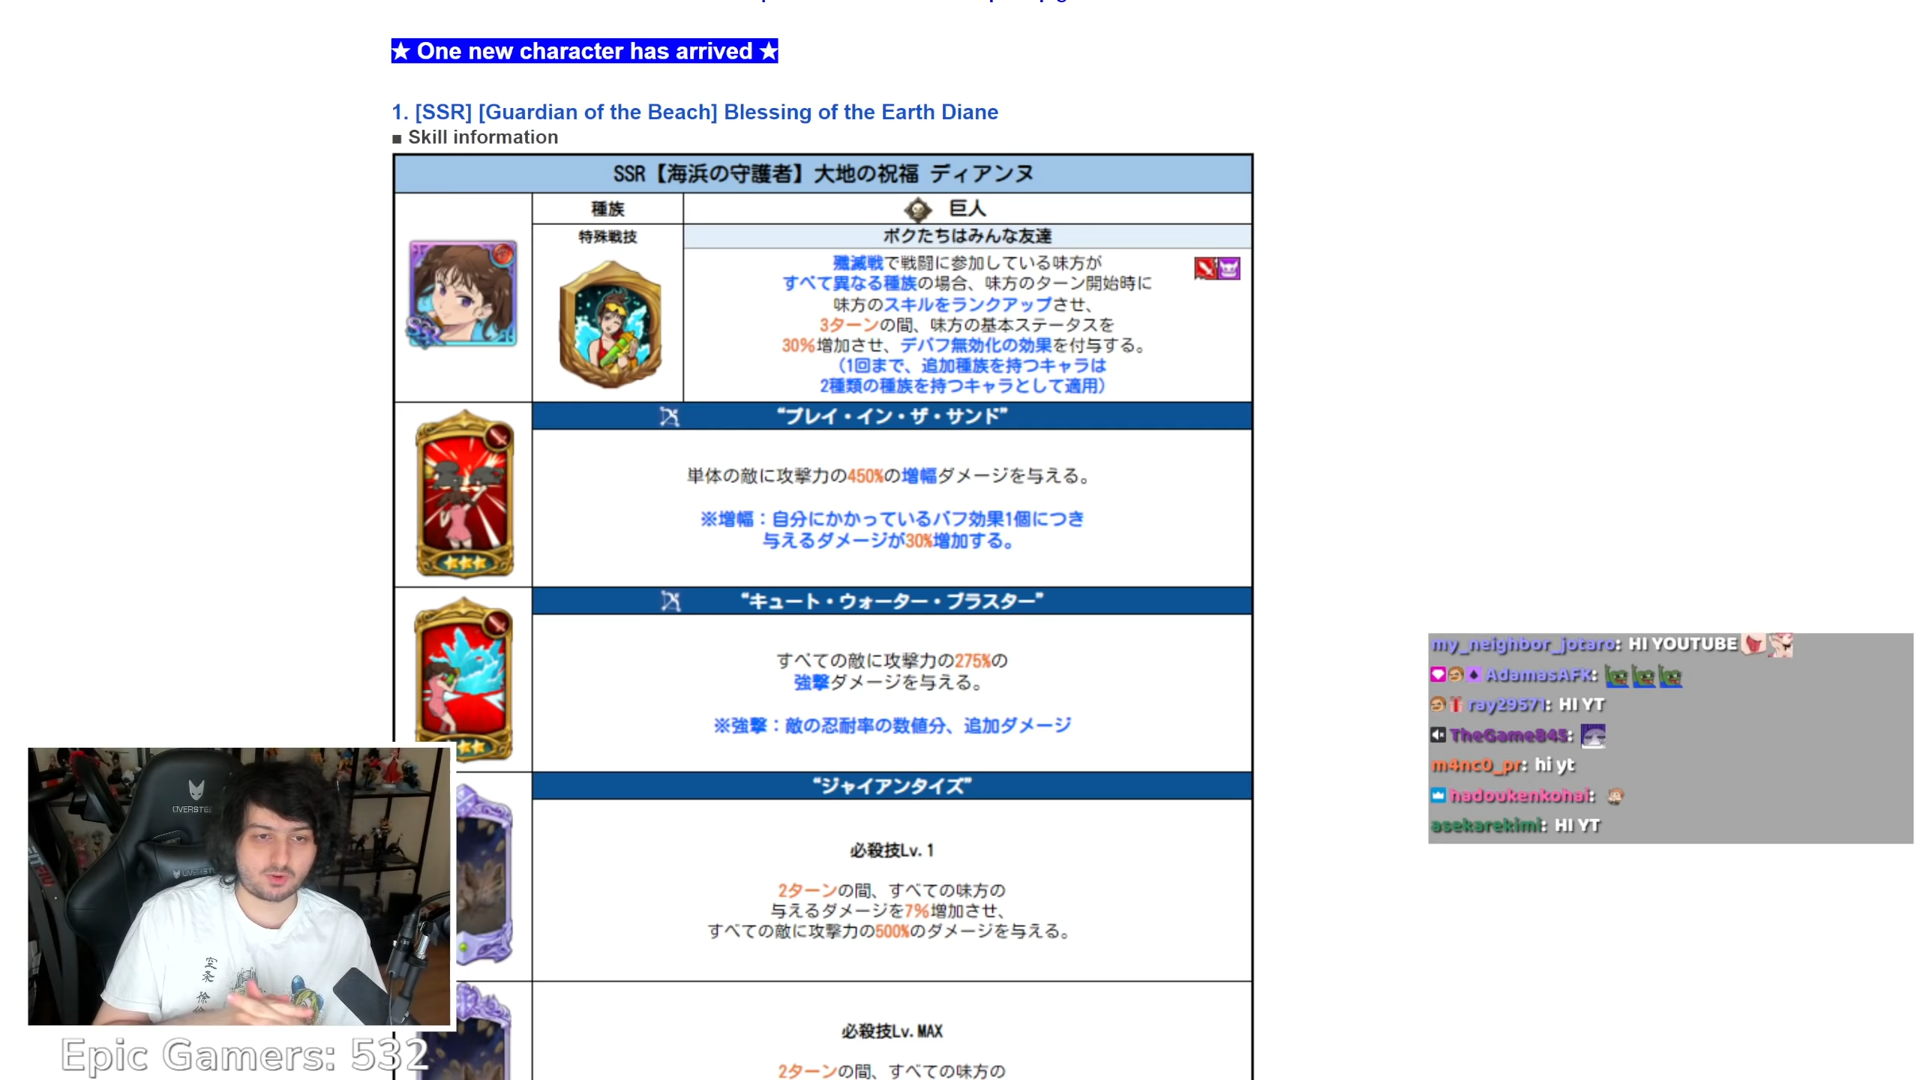 ★ One new character has arrived ★
1. [SSR] [Guardian of the Beach] Blessing of the Earth Diane
■ Skill information
SSR【海浜の守護者】大地の祝福 ディアンヌ
種族
巨人
特殊戦技
ボクたちはみんな友達
殲滅戦で戦闘に参加している味方が
すべて異なる種族の場合、味方のターン開始時に
味方のスキルをランクアップさせ、
3ターンの間、味方の基本ステータスを
30%増加させ、デバフ無効化の効果を付与する。
(1回まで、追加種族を持つキャラは
2種類の種族を持つキャラとして適用)
SSR
“プレイ・イン・ザ・サンド”
単体の敵に攻撃力の450%の増幅ダメージを与える。
※増幅：自分にかかっているバフ効果1個につき
与えるダメージが30%増加する。
“キュート・ウォーター・ブラスター”
すべての敵に攻撃力の275%の
強撃ダメージを与える。
※強撃：敵の忍耐率の数値分、追加ダメージ
“ジャイアンタイズ”
必殺技Lv.1
2ターンの間、すべての味方の
与えるダメージを7%増加させ、
すべての敵に攻撃力の500%のダメージを与える。
必殺技Lv.MAX
2ターンの間、すべての味方の
my_neighbor_jotaro: HI YOUTUBE
AdamasAFK:
ray29571: HI YT
TheGame845:
m4nc0_pr: hi yt
hadoukenkohai:
asekarekimi: HI YT
OVERSTEE
空条
Epic Gamers: 532